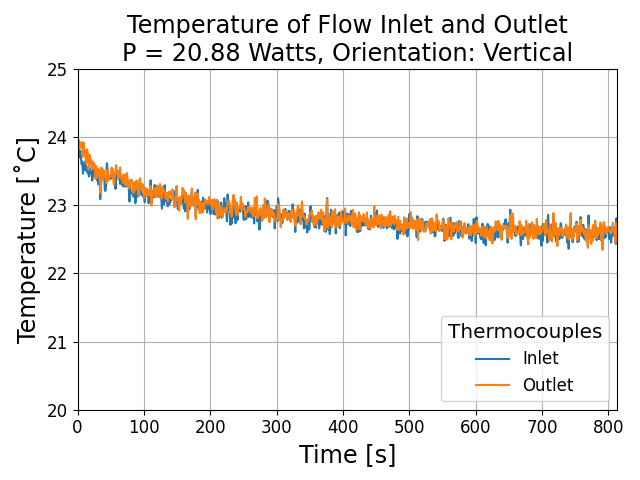 Temperature of Flow Inlet and Outlet
P = 20.88 Watts, Orientation: Vertical
25
24
23
22
21
20
Temperature [˚C]
0 100 200 300 400 500 600 700 800
Time [s]
Thermocouples
Inlet
Outlet